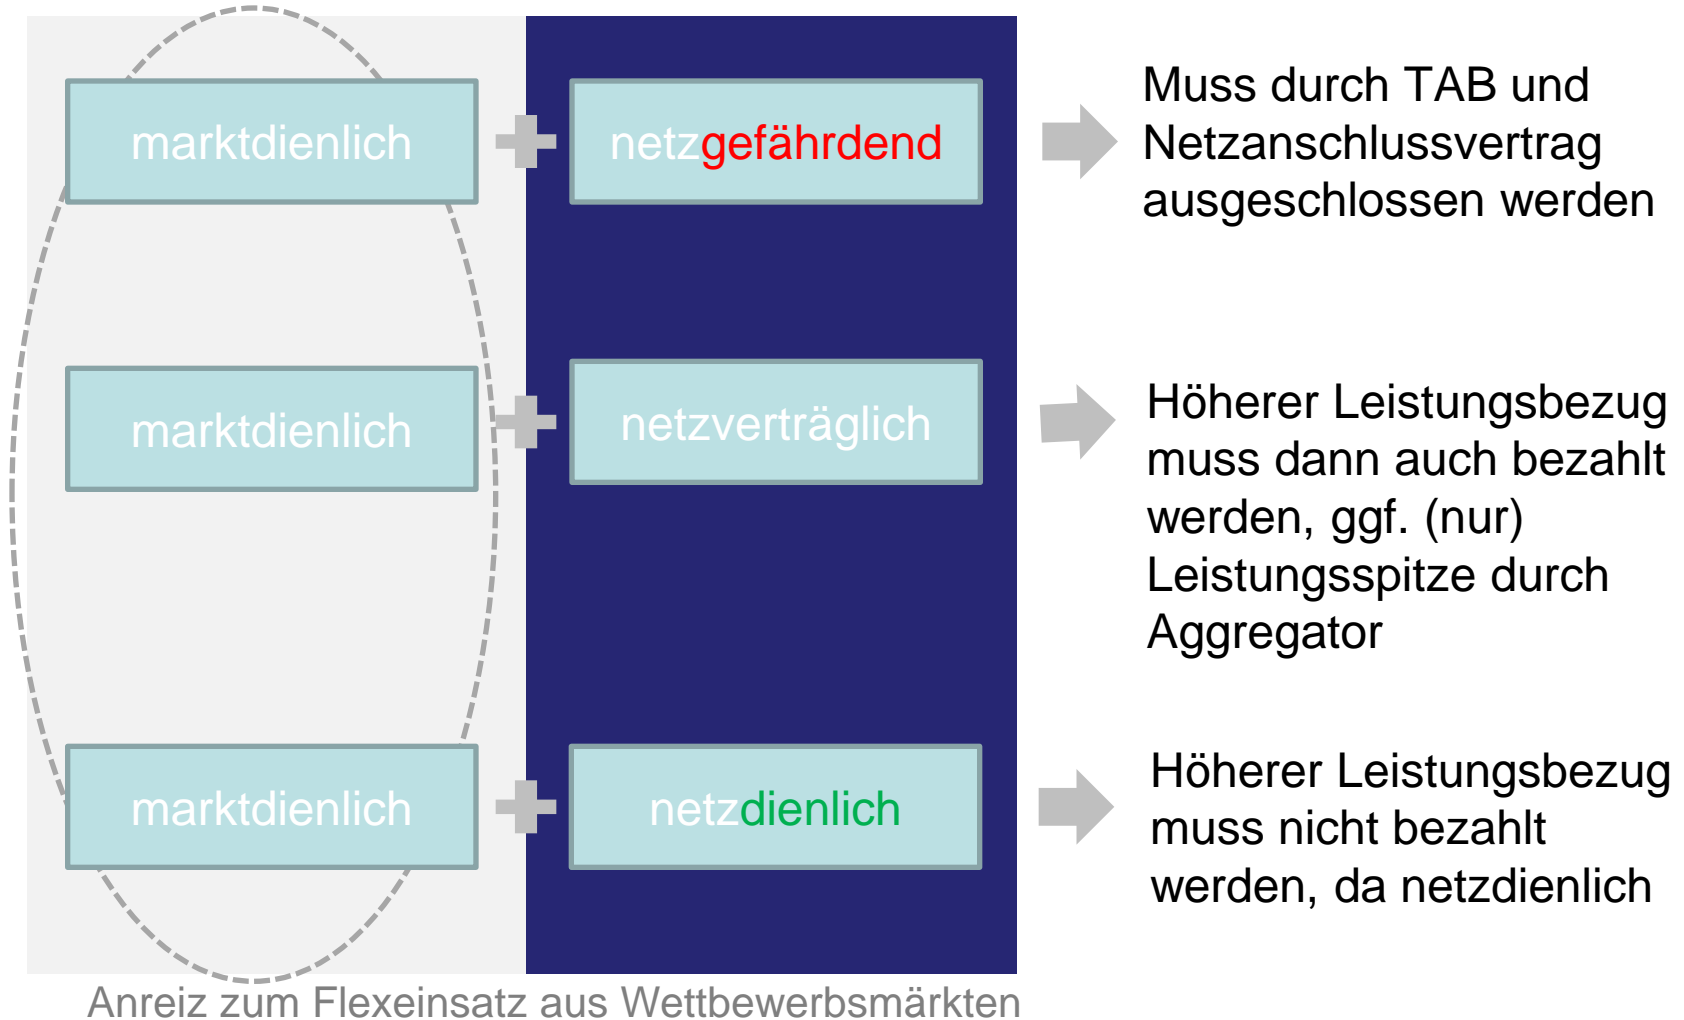 marktdienlich
netzgefährdend
Muss durch TAB und
Netzanschlussvertrag
ausgeschlossen werden
marktdienlich
netzverträglich
Höherer Leistungsbezug
muss dann auch bezahlt
werden, ggf. (nur)
Leistungsspitze durch
Aggregator
marktdienlich
netzdienlich
Höherer Leistungsbezug
muss nicht bezahlt
werden, da netzdienlich
Anreiz zum Flexeinsatz aus Wettbewerbsmärkten